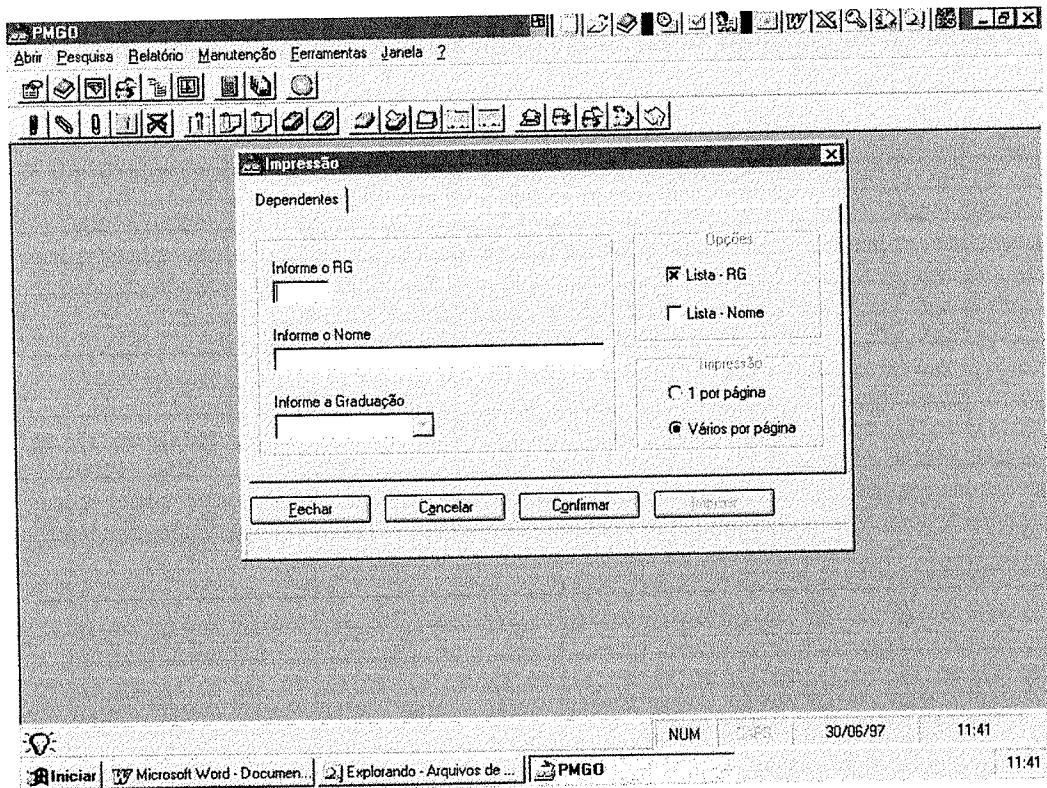 PMGO
Abrir Pesquisa Relatório Manutenção Ferramentas Janela ?
Impressão
Dependentes
Opções
Informe o RG
Lista - RG
Lista - Nome
Informe o Nome
Impressão
1 por página
Informe a Graduação
Vários por página
Fechar Cancelar Confirmar Imprimir
NUM CAPS 30/06/97 11:41
Iniciar Microsoft Word - Documen... Explorando - Arquivos de ... PMGO 11:41